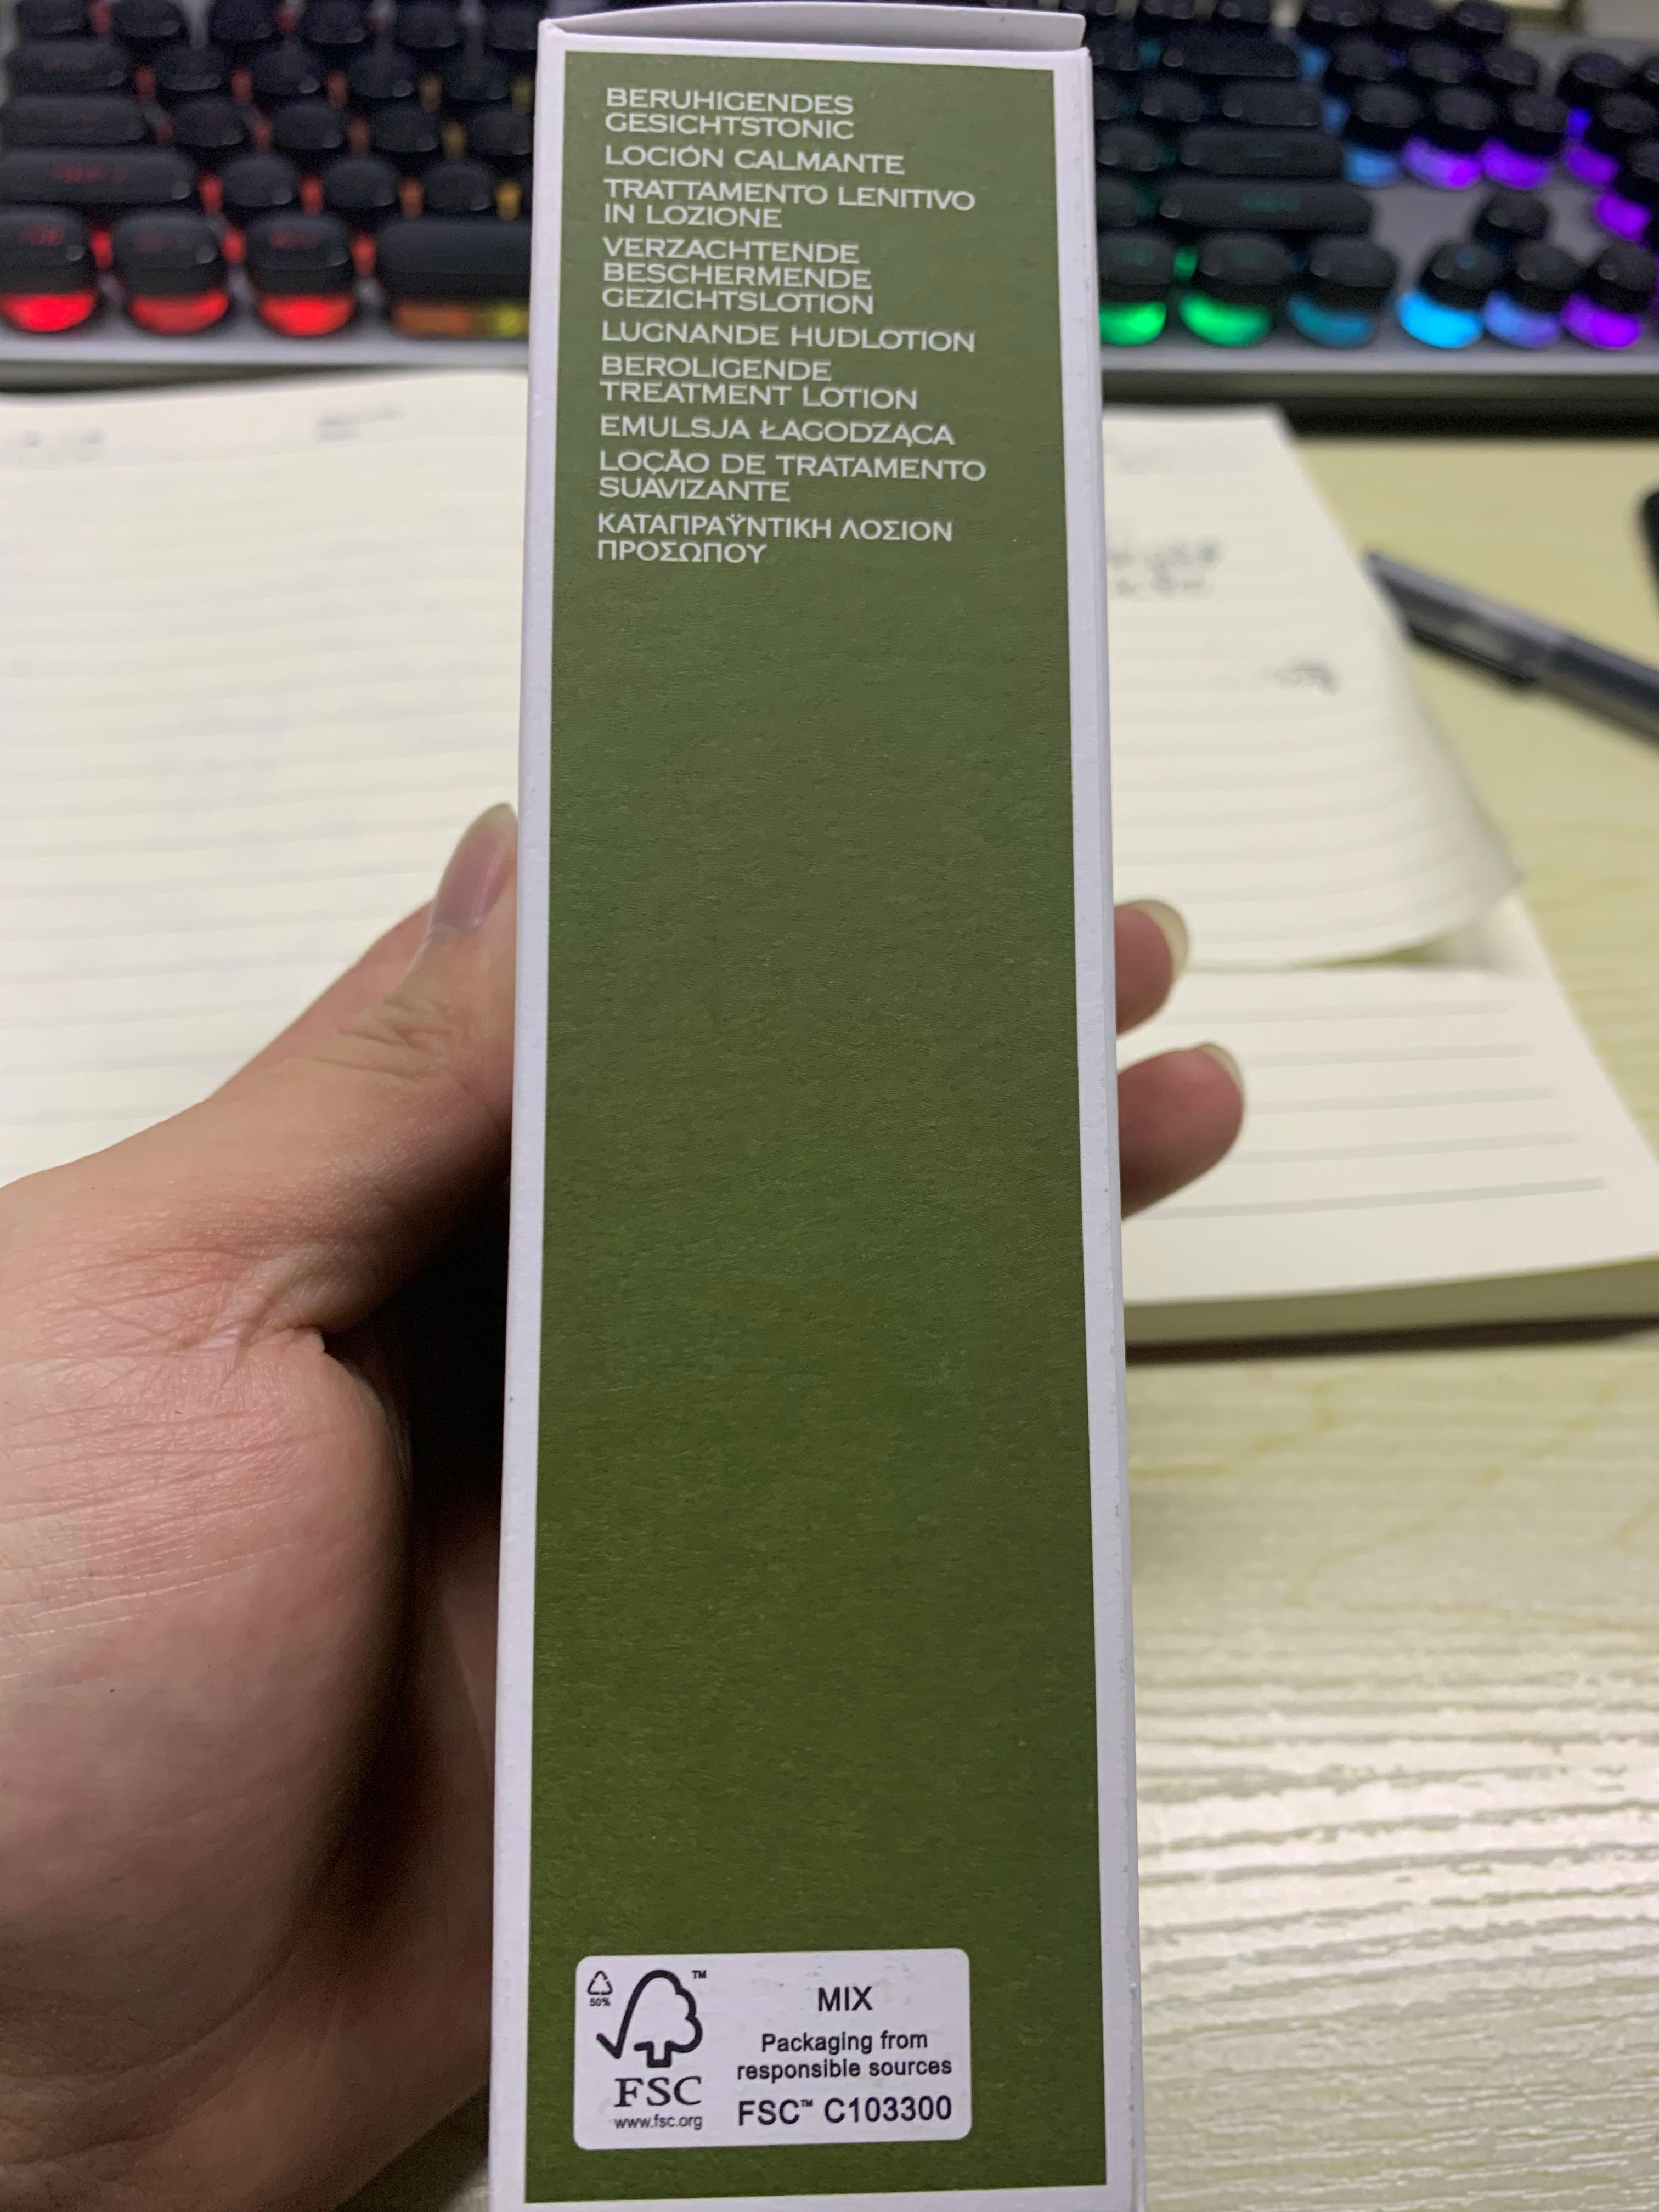 BERUHIGENDES
GESICHTSTONIC
LOCIÓN CALMANTE
TRATTAMENTO LENITIVO
IN LOZIONE
VERZACHTENDE
BESCHERMENDE
GEZICHTSLOTION
LUGNANDE HUDLOTION
BEROLIGENDE
TREATMENT LOTION
EMULSJA ŁAGODZĄCA
LOÇÃO DE TRATAMENTO
SUAVIZANTE
ΚΑΤΑΠΡΑΫΝΤΙΚΗ ΛΟΣΙΟΝ
ΠΡΟΣΩΠΟΥ
50%
™
FSC
www.fsc.org
MIX
Packaging from
responsible sources
FSC™ C103300